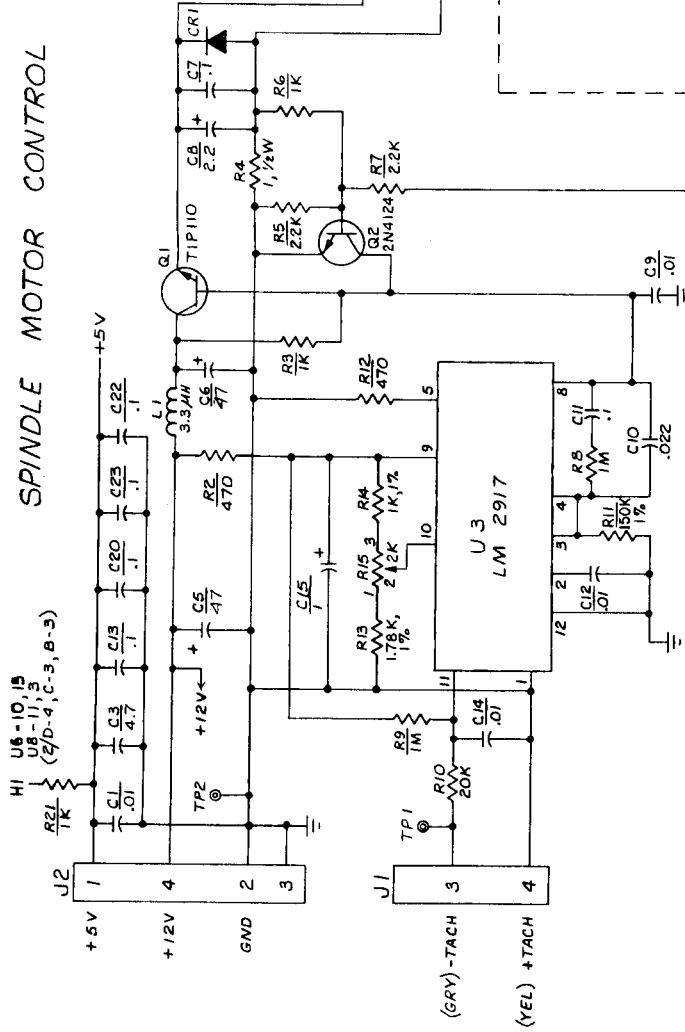 SPINDLE MOTOR CONTROL
H1 U6-10,13
U8-11,3
(2/D-4, C-3, B-3)
R21
1K
J2
+5V
1
+12V
4
GND
2
3
C1
.01
C3
4.7
C13
.1
C20
.1
C23
.1
C22
.1
+5V
+12V
TP2
C5
47
+
R2
470
L1
3.3 µH
C6
47
+
R3
1K
Q1
TIP110
C8
2.2
+
C7
.1
CR1
R4
1, 1/2W
R5
2.2K
R6
1K
Q2
2N4124
R7
2.2K
C15
1
+
R12
470
R13
1.78K,
1%
1
R15
2
3
2K
R14
1K, 1%
R9
1M
J1
(GRY) -TACH
3
(YEL) +TACH
4
TP1
R10
20K
C14
.01
11
1
10
9
5
U3
LM 2917
12
2
3
4
8
C12
.01
R11
150K
1%
R8
1M
C11
.1
C10
.022
C9
.01